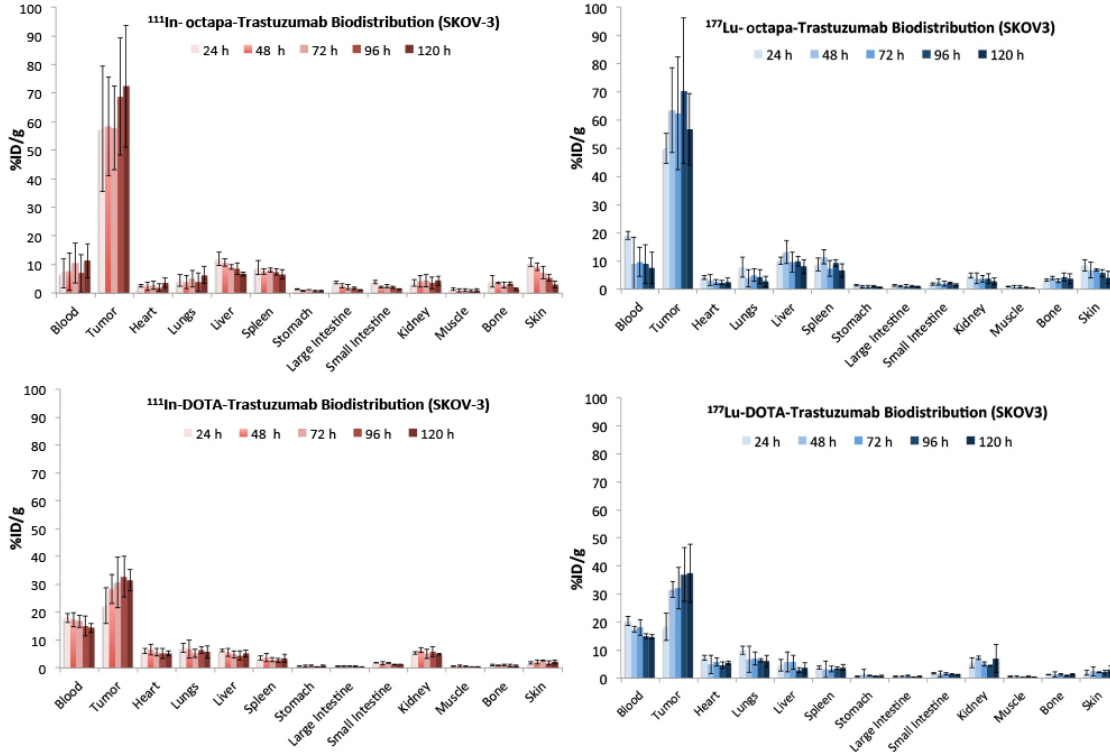 ¹¹¹In- octapa-Trastuzumab Biodistribution (SKOV-3)
24 h 48 h 72 h 96 h 120 h
%ID/g
100
90
80
70
60
50
40
30
20
10
0
Blood Tumor Heart Lungs Liver Spleen Stomach Large Intestine Small Intestine Kidney Muscle Bone Skin
¹⁷⁷Lu- octapa-Trastuzumab Biodistribution (SKOV3)
24 h 48 h 72 h 96 h 120 h
%ID/g
100
90
80
70
60
50
40
30
20
10
0
Blood Tumor Heart Lungs Liver Spleen Stomach Large Intestine Small Intestine Kidney Muscle Bone Skin
¹¹¹In-DOTA-Trastuzumab Biodistribution (SKOV-3)
24 h 48 h 72 h 96 h 120 h
%ID/g
100
90
80
70
60
50
40
30
20
10
0
Blood Tumor Heart Lungs Liver Spleen Stomach Large Intestine Small Intestine Kidney Muscle Bone Skin
¹⁷⁷Lu-DOTA-Trastuzumab Biodistribution (SKOV3)
24 h 48 h 72 h 96 h 120 h
%ID/g
100
90
80
70
60
50
40
30
20
10
0
Blood Tumor Heart Lungs Liver Spleen Stomach Large Intestine Small Intestine Kidney Muscle Bone Skin